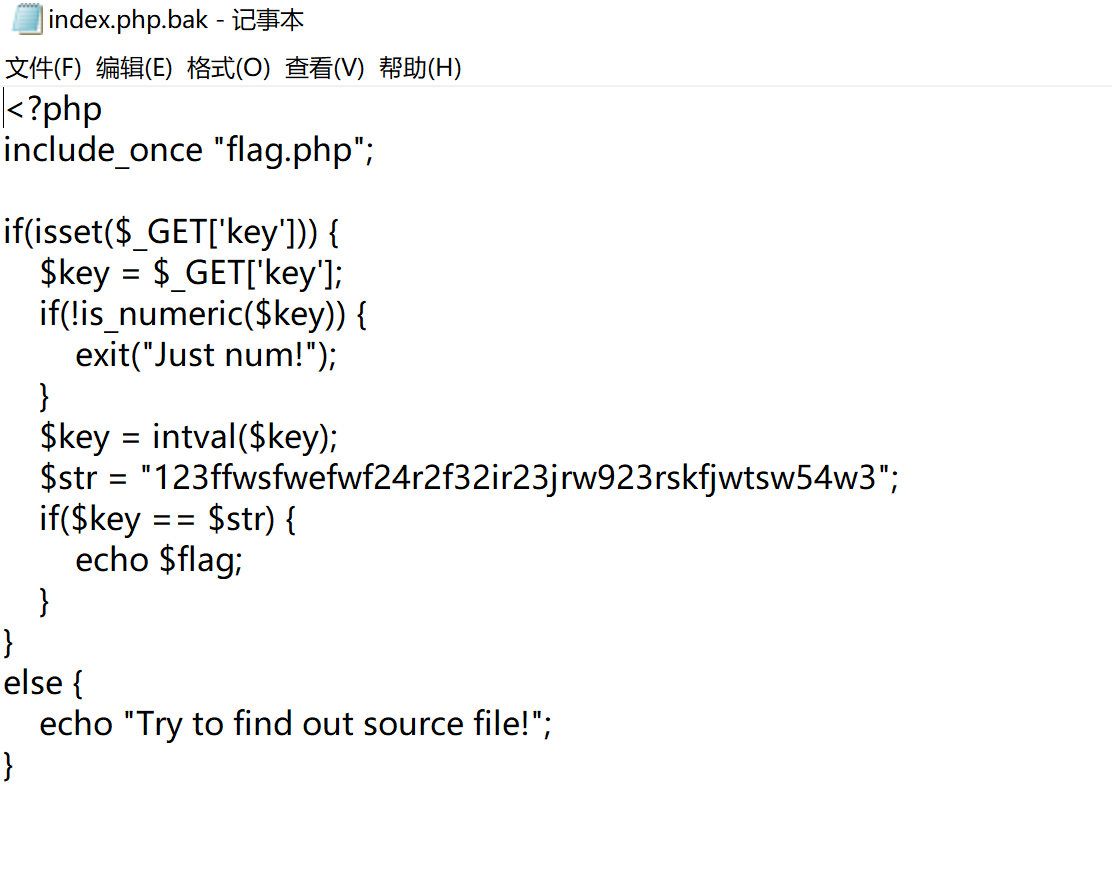 index.php.bak - 记事本
文件(F) 编辑(E) 格式(O) 查看(V) 帮助(H)
<?php
include_once "flag.php";
if(isset($_GET['key'])) {
$key = $_GET['key'];
if(!is_numeric($key)) {
exit("Just num!");
}
$key = intval($key);
$str = "123ffwsfwefwf24r2f32ir23jrw923rskfjwtsw54w3";
if($key == $str) {
echo $flag;
}
}
else {
echo "Try to find out source file!";
}